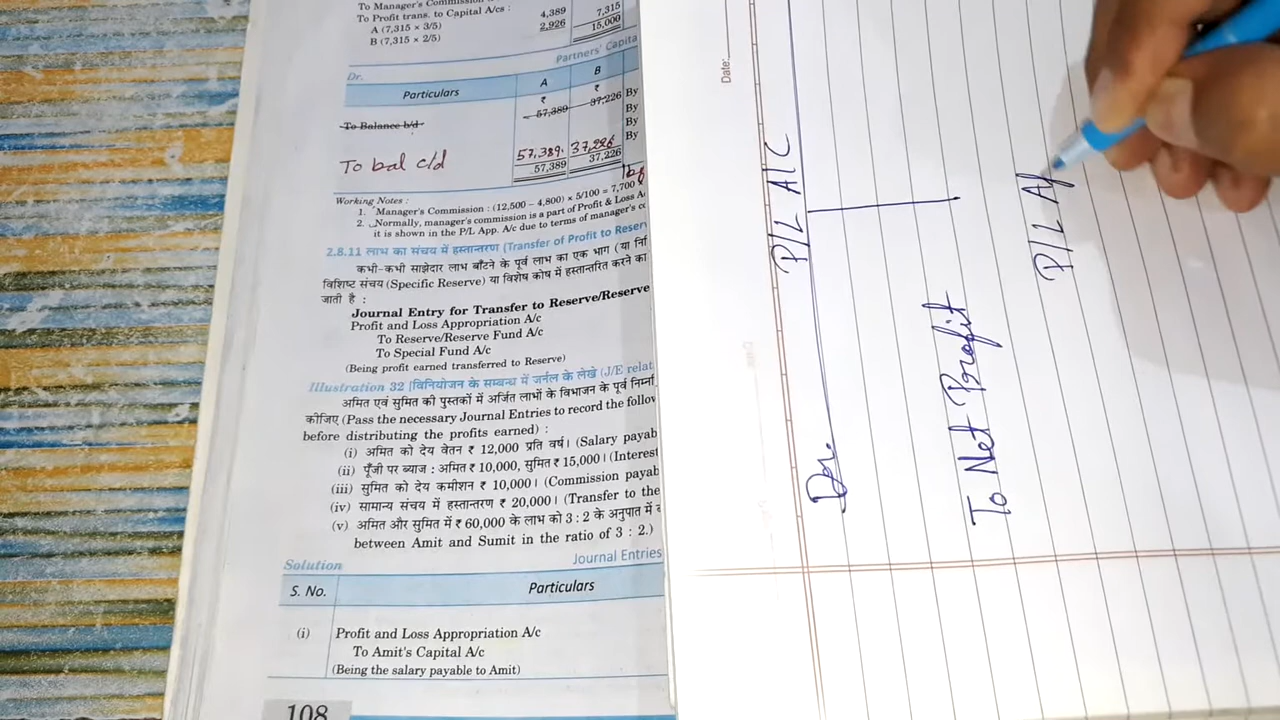 To Manager's Commission
To Profit trans. to Capital A/cs :
A (7,315 × 3/5) 4,389
B (7,315 × 2/5) 2,926 7,315
15,000
Partners' Capita
Dr.
Particulars A B
₹ ₹
To Balance b/d 57,389 37,226 By
By
By
To bal c/d 57,389 37,226 By
57,389 37,226
Working Notes :
1. Manager's Commission : (12,500 – 4,800) × 5/100 = 7,700
2. Normally, manager's commission is a part of Profit & Loss A
it is shown in the P/L App. A/c due to terms of manager's co
2.8.11 लाभ का संचय में हस्तान्तरण (Transfer of Profit to Reser
कभी-कभी साझेदार लाभ बाँटने के पूर्व लाभ का एक भाग (या नि
विशिष्ट संचय (Specific Reserve) या विशेष कोष में हस्तान्तरित करने का
जाती है :
Journal Entry for Transfer to Reserve/Reserve
Profit and Loss Appropriation A/c
To Reserve/Reserve Fund A/c
To Special Fund A/c
(Being profit earned transferred to Reserve)
Illustration 32 [विनियोजन के सम्बन्ध में जर्नल के लेखे (J/E relat
अमित एवं सुमित की पुस्तकों में अर्जित लाभों के विभाजन के पूर्व निम्नां
कीजिए (Pass the necessary Journal Entries to record the follov
before distributing the profits earned) :
(i) अमित को देय वेतन ₹ 12,000 प्रति वर्ष। (Salary payab
(ii) पूँजी पर ब्याज : अमित ₹ 10,000, सुमित ₹ 15,000। (Interest
(iii) सुमित को देय कमीशन ₹ 10,000। (Commission payab
(iv) सामान्य संचय में हस्तान्तरण ₹ 20,000। (Transfer to the
(v) अमित और सुमित में ₹ 60,000 के लाभ को 3 : 2 के अनुपात में
between Amit and Sumit in the ratio of 3 : 2.)
Solution Journal Entries
S. No. Particulars
(i) Profit and Loss Appropriation A/c
To Amit's Capital A/c
(Being the salary payable to Amit)
108
Date:
P/L A/C
Dr.
To Net Profit
P/L A